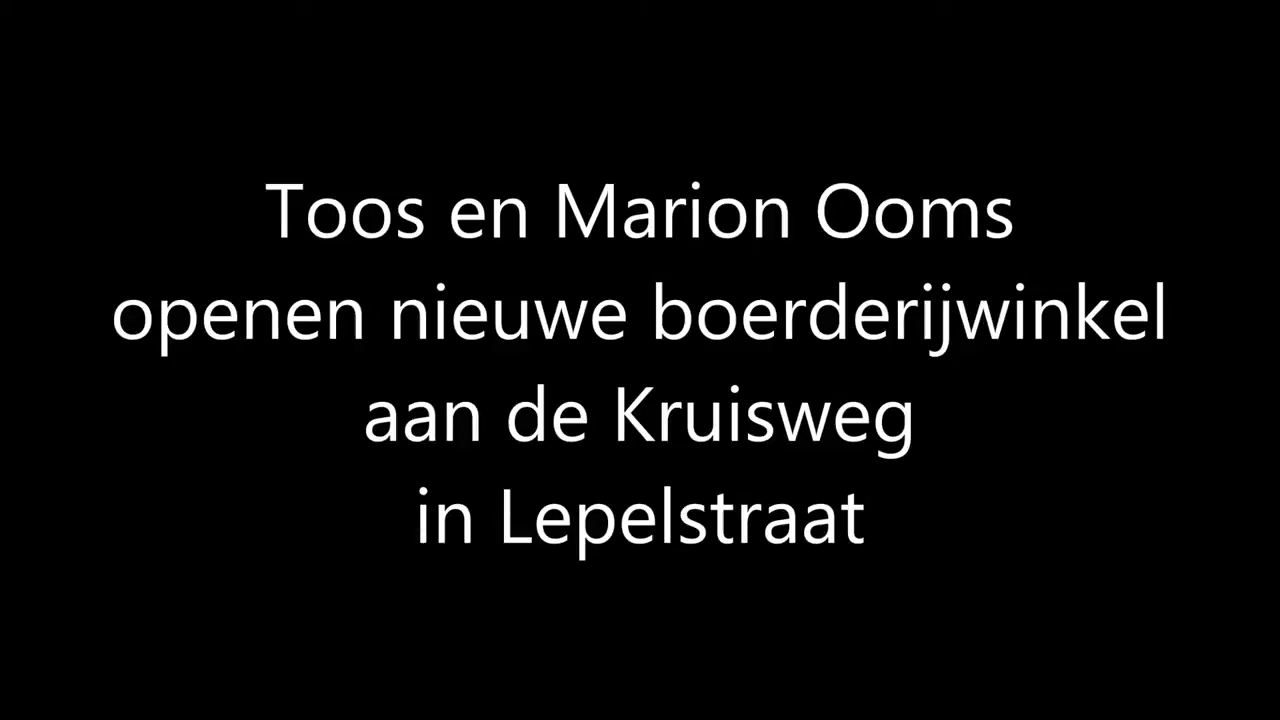 Toos en Marion Ooms
openen nieuwe boerderijwinkel
aan de Kruisweg
in Lepelstraat